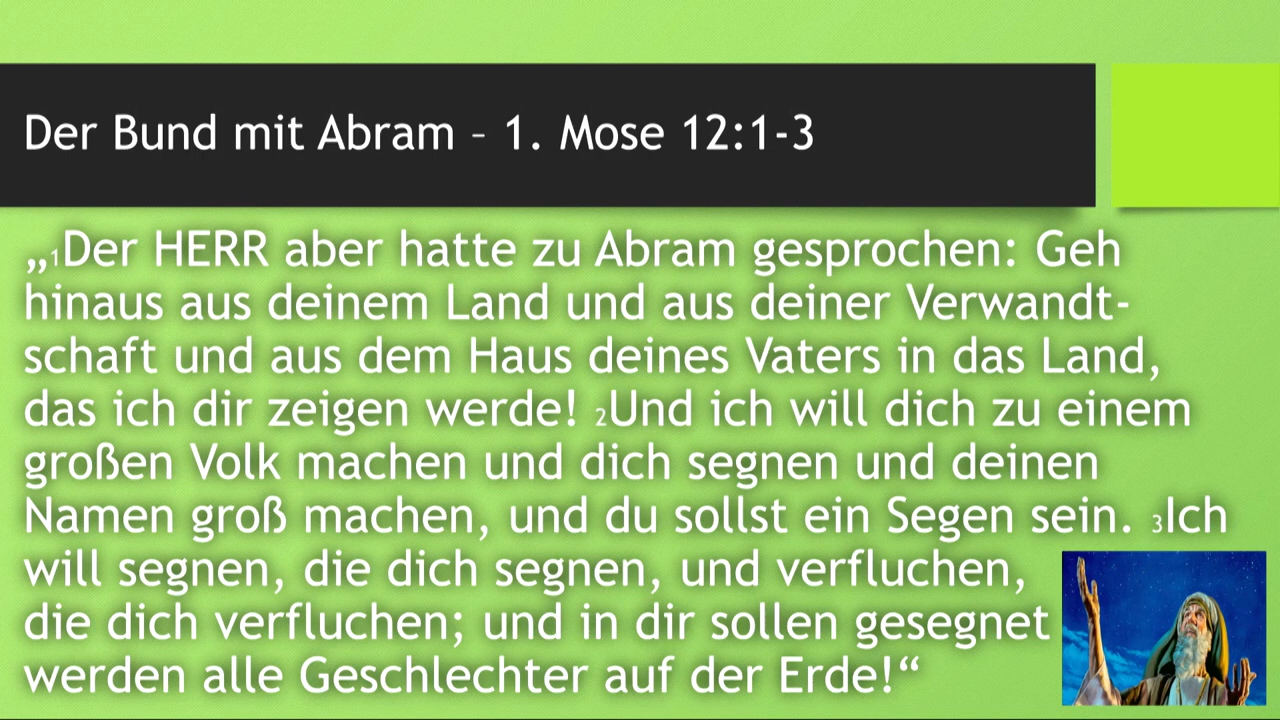 Der Bund mit Abram – 1. Mose 12:1-3
„1Der HERR aber hatte zu Abram gesprochen: Geh
hinaus aus deinem Land und aus deiner Verwandt-
schaft und aus dem Haus deines Vaters in das Land,
das ich dir zeigen werde! 2Und ich will dich zu einem
großen Volk machen und dich segnen und deinen
Namen groß machen, und du sollst ein Segen sein. 3Ich
will segnen, die dich segnen, und verfluchen,
die dich verfluchen; und in dir sollen gesegnet
werden alle Geschlechter auf der Erde!“